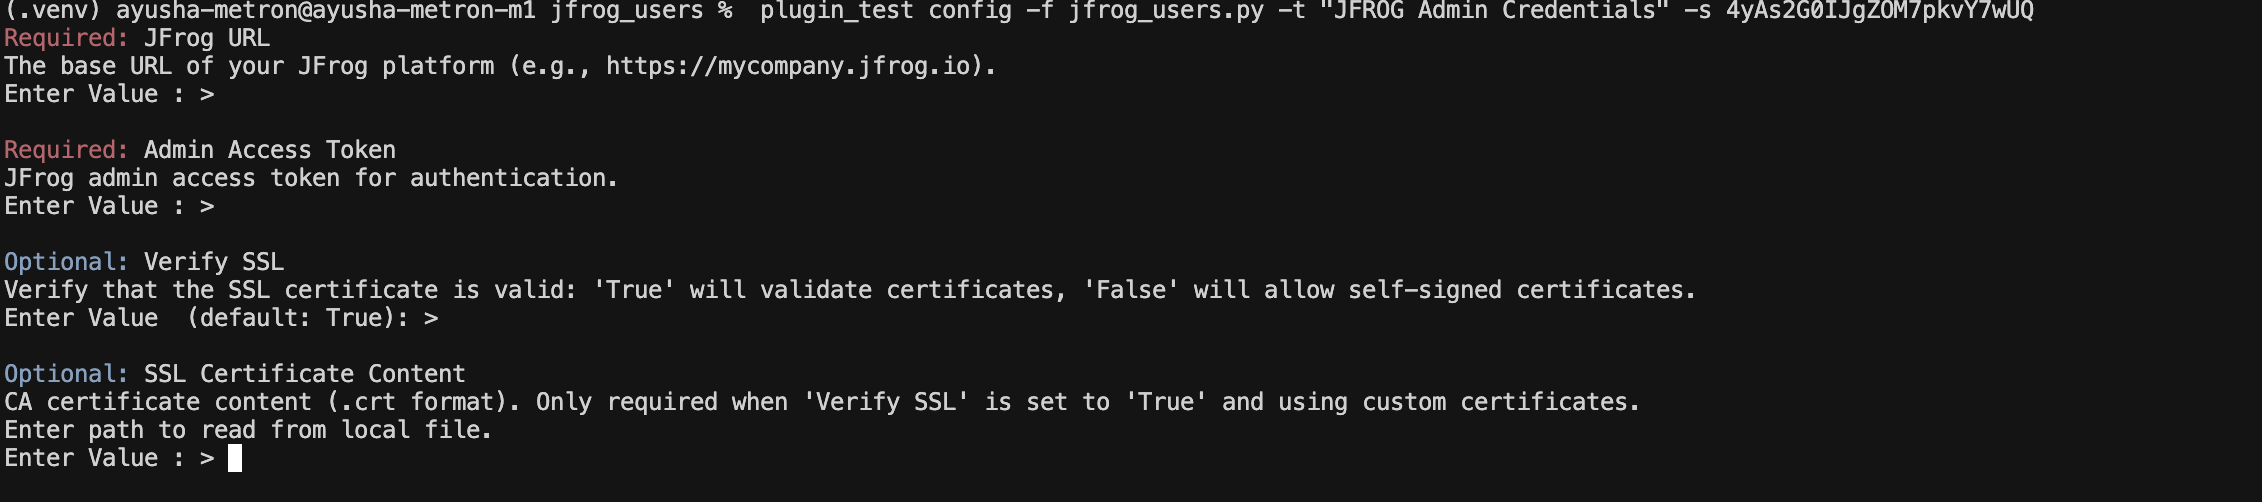 (.venv) ayusha-metron@ayusha-metron-m1 jfrog_users %  plugin_test config -f jfrog_users.py -t "JFROG Admin Credentials" -s 4yAs2G0IJgZOM7pkvY7wUQ
Required: JFrog URL
The base URL of your JFrog platform (e.g., https://mycompany.jfrog.io).
Enter Value : >
Required: Admin Access Token
JFrog admin access token for authentication.
Enter Value : >
Optional: Verify SSL
Verify that the SSL certificate is valid: 'True' will validate certificates, 'False' will allow self-signed certificates.
Enter Value  (default: True): >
Optional: SSL Certificate Content
CA certificate content (.crt format). Only required when 'Verify SSL' is set to 'True' and using custom certificates.
Enter path to read from local file.
Enter Value : >